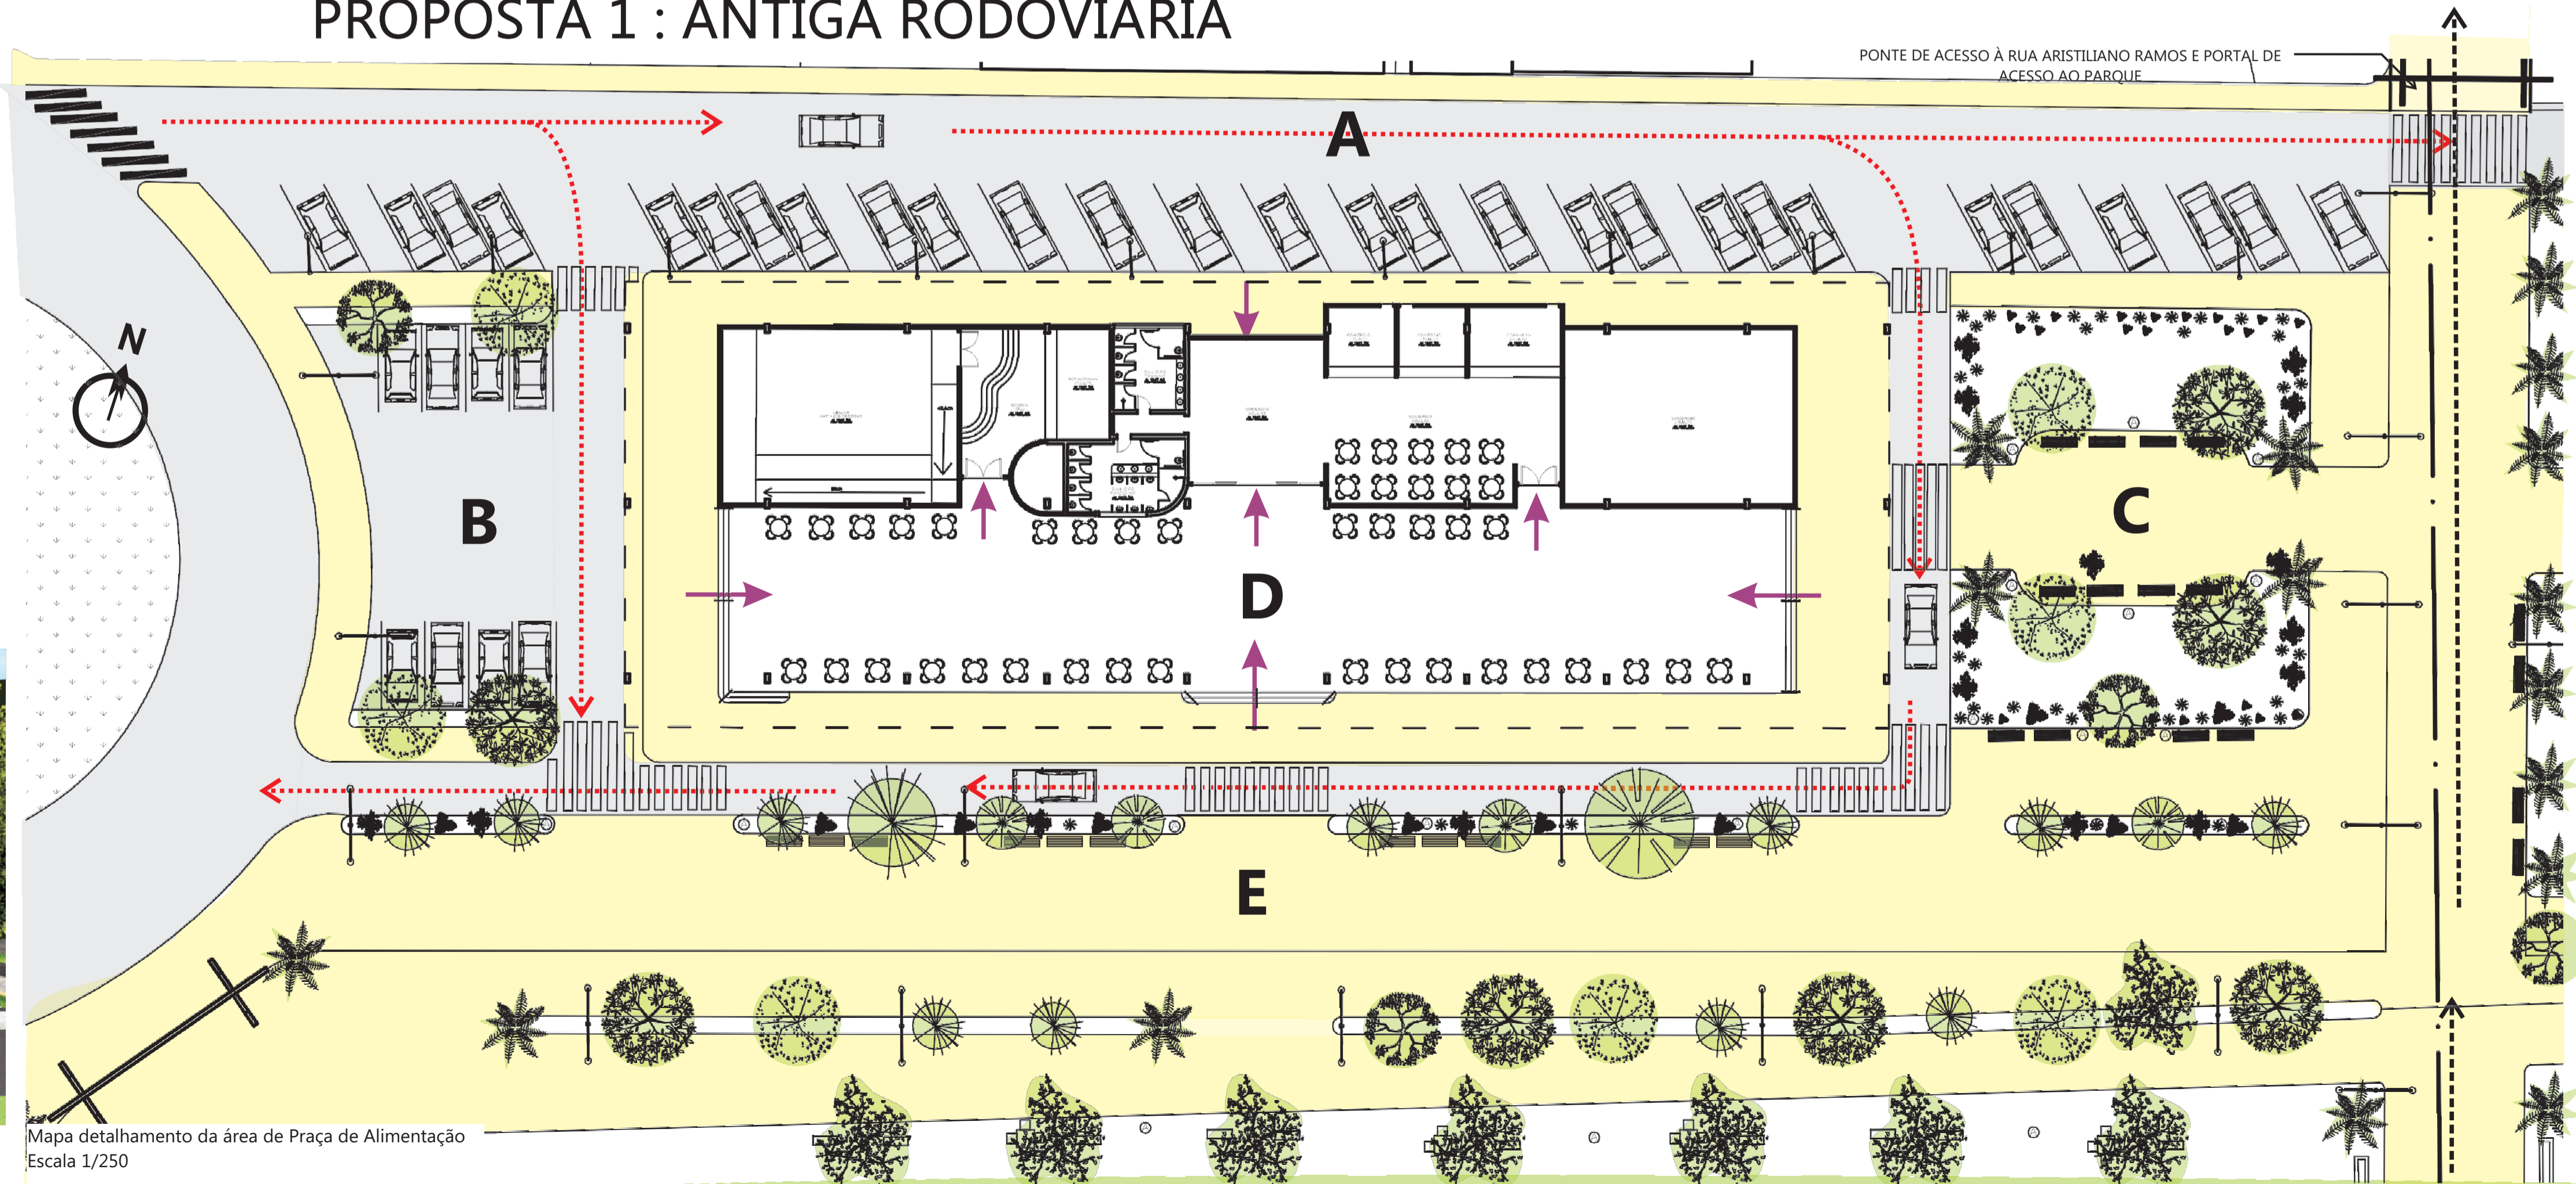 PROPOSTA 1 : ANTIGA RODOVIÁRIA
PONTE DE ACESSO À RUA ARISTILIANO RAMOS E PORTAL DE
ACESSO AO PARQUE
A
N
B
C
D
E
Mapa detalhamento da área de Praça de Alimentação
Escala 1/250